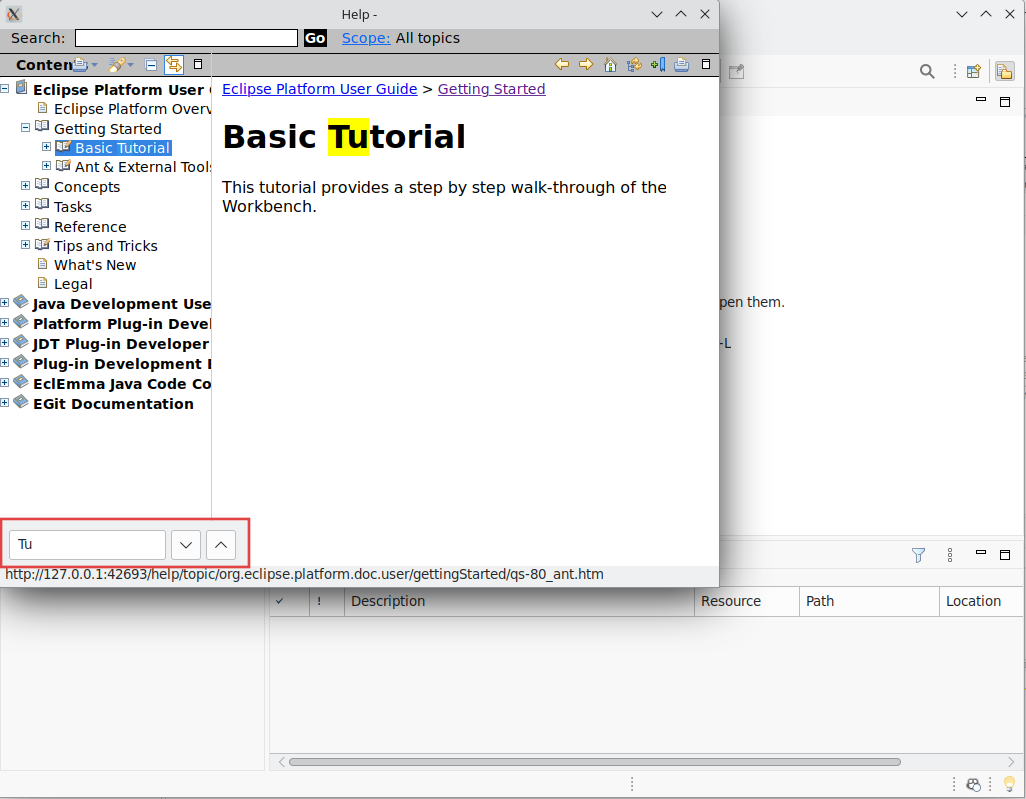 Help -
Search: Go Scope: All topics
Conten
Eclipse Platform User
Eclipse Platform Overv
Getting Started
Basic Tutorial
Ant & External Tools
Concepts
Tasks
Reference
Tips and Tricks
What's New
Legal
Java Development Use
Platform Plug-in Devel
JDT Plug-in Developer
Plug-in Development
EclEmma Java Code Co
EGit Documentation
Eclipse Platform User Guide > Getting Started
Basic Tutorial
This tutorial provides a step by step walk-through of the
Workbench.
pen them.
-L
Tu
http://127.0.0.1:42693/help/topic/org.eclipse.platform.doc.user/gettingStarted/qs-80_ant.htm
! Description Resource Path Location